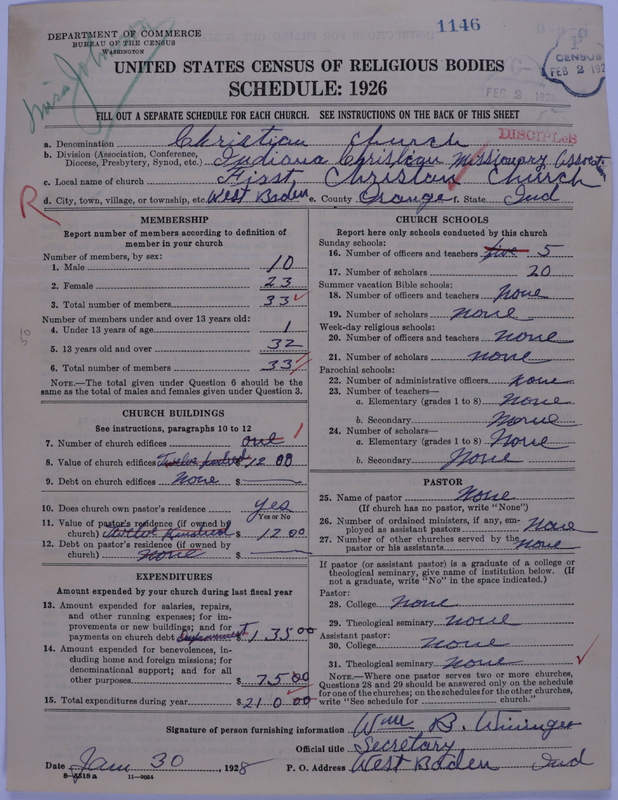 1146
DEPARTMENT OF COMMERCE
BUREAU OF THE CENSUS
WASHINGTON
UNITED STATES CENSUS OF RELIGIOUS BODIES
SCHEDULE: 1926
CENSUS
FEB 2 192
FEB 2 192
FILL OUT A SEPARATE SCHEDULE FOR EACH CHURCH. SEE INSTRUCTIONS ON THE BACK OF THIS SHEET
DISCIPLES
a. Denomination Christian Church
b. Division (Association, Conference, Diocese, Presbytery, Synod, etc.) Indiana Christian Missionary Association
c. Local name of church First Christian Church
d. City, town, village, or township, etc. West Baden e. County Orange f. State Ind
R
MEMBERSHIP
Report number of members according to definition of
member in your church
Number of members, by sex:
1. Male 10
2. Female 23
3. Total number of members 33
Number of members under and over 13 years old:
4. Under 13 years of age 1
5. 13 years old and over 32
6. Total number of members 33
NOTE.—The total given under Question 6 should be the
same as the total of males and females given under Question 3.
CHURCH BUILDINGS
See instructions, paragraphs 10 to 12
7. Number of church edifices one 1
8. Value of church edifices Twelve hundred $ 1200
9. Debt on church edifices None $
10. Does church own pastor's residence yes
Yes or No
11. Value of pastor's residence (if owned by
church) $ 1200
12. Debt on pastor's residence (if owned by
church) none $
EXPENDITURES
Amount expended by your church during last fiscal year
13. Amount expended for salaries, repairs,
and other running expenses; for im-
provements or new buildings; and for
payments on church debt $ 135 00
14. Amount expended for benevolences, in-
cluding home and foreign missions; for
denominational support; and for all
other purposes $ 75 00
15. Total expenditures during year $ 210 00
CHURCH SCHOOLS
Report here only schools conducted by this church
Sunday schools:
16. Number of officers and teachers five 5
17. Number of scholars 20
Summer vacation Bible schools:
18. Number of officers and teachers none
19. Number of scholars none
Week-day religious schools:
20. Number of officers and teachers none
21. Number of scholars none
Parochial schools:
22. Number of administrative officers none
23. Number of teachers—
a. Elementary (grades 1 to 8) none
b. Secondary None
24. Number of scholars—
a. Elementary (grades 1 to 8) None
b. Secondary None
PASTOR
25. Name of pastor None
(If church has no pastor, write "None")
26. Number of ordained ministers, if any, em-
ployed as assistant pastors None
27. Number of other churches served by the
pastor or his assistants none
If pastor (or assistant pastor) is a graduate of a college or
theological seminary, give name of institution below. (If
not a graduate, write "No" in the space indicated.)
Pastor:
28. College None
29. Theological seminary none
Assistant pastor:
30. College none
31. Theological seminary none
NOTE.—Where one pastor serves two or more churches,
Questions 28 and 29 should be answered only on the schedule
for one of the churches; on the schedules for the other churches,
write "See schedule for church."
Signature of person furnishing information Wm B. Wininger
Official title Secretary
Date Jan 30, 1928 P. O. Address West Baden Ind
8-5518a 11-9054